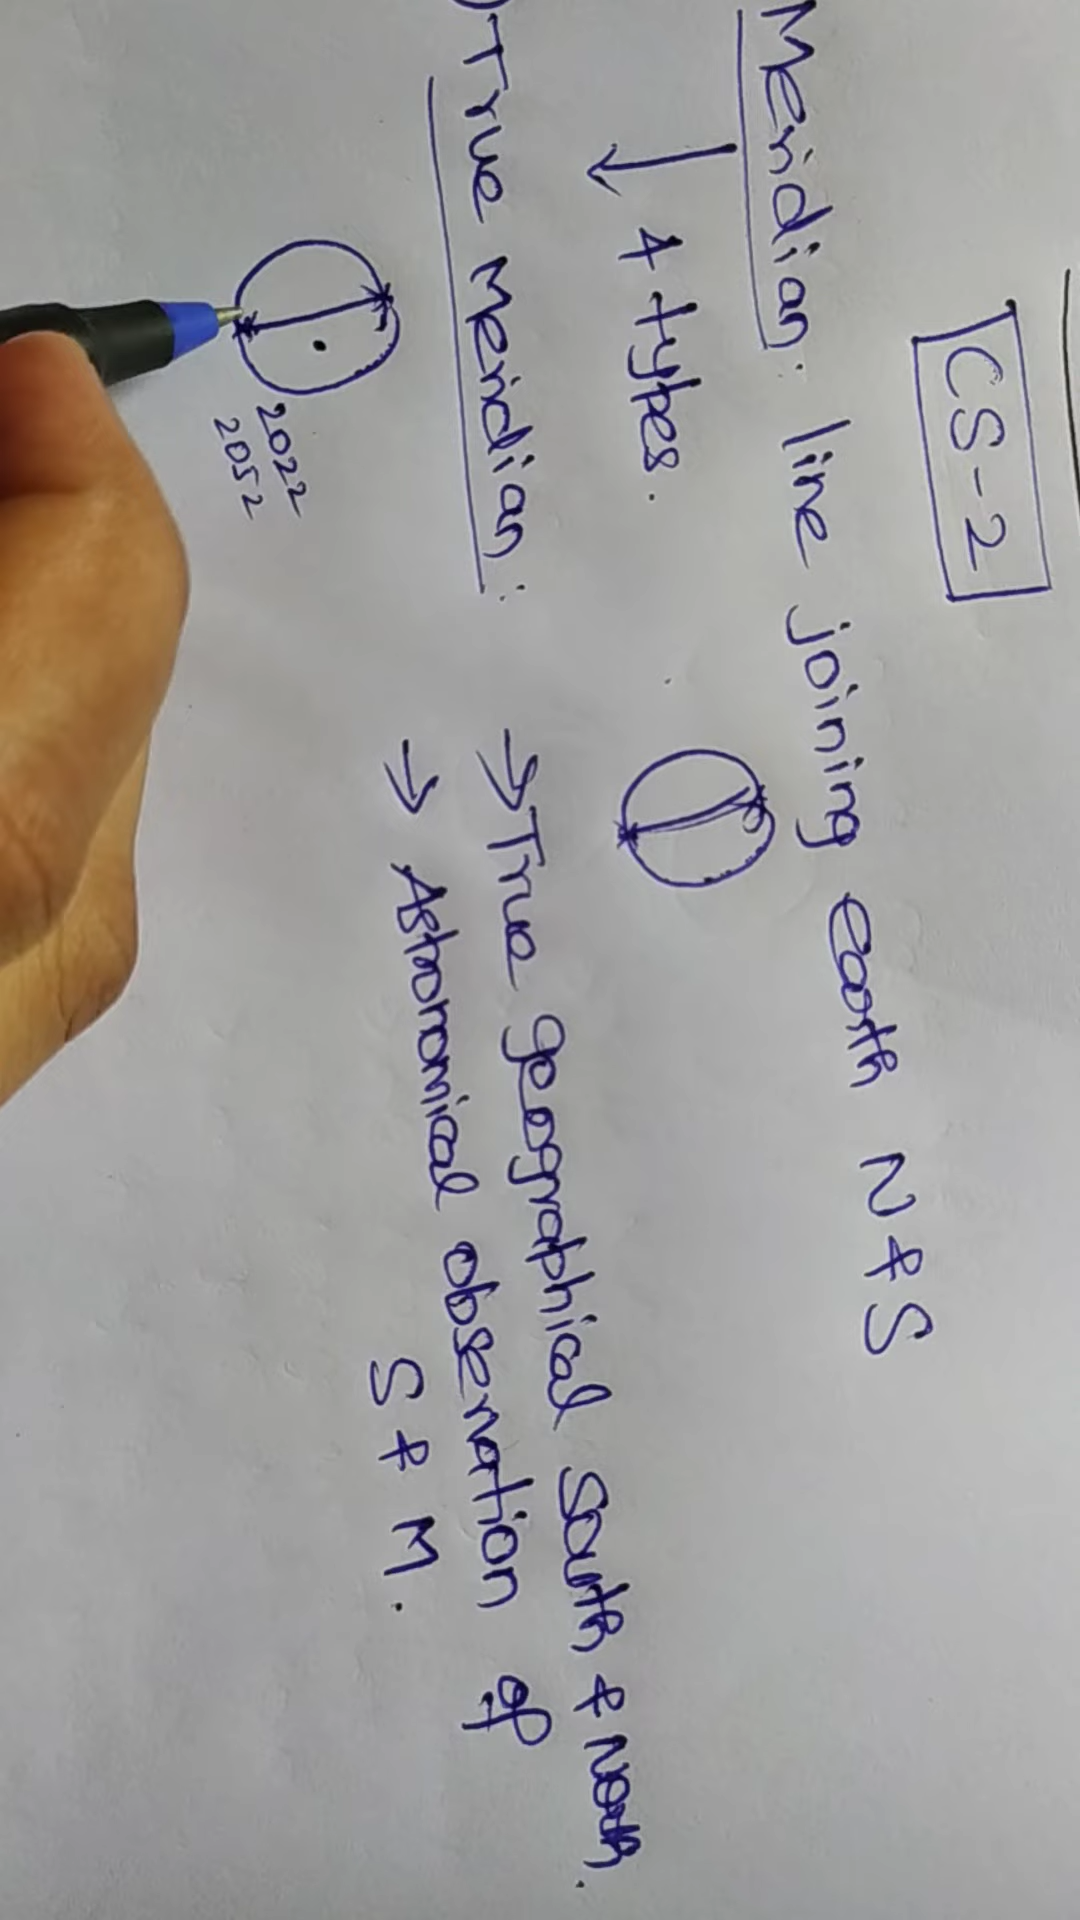 CS-2
Meridian: line joining earth N & S
4 types.
) True Meridian:
→ True geographical South & North.
→ Astronomical observation of
S & M.
2022
2052